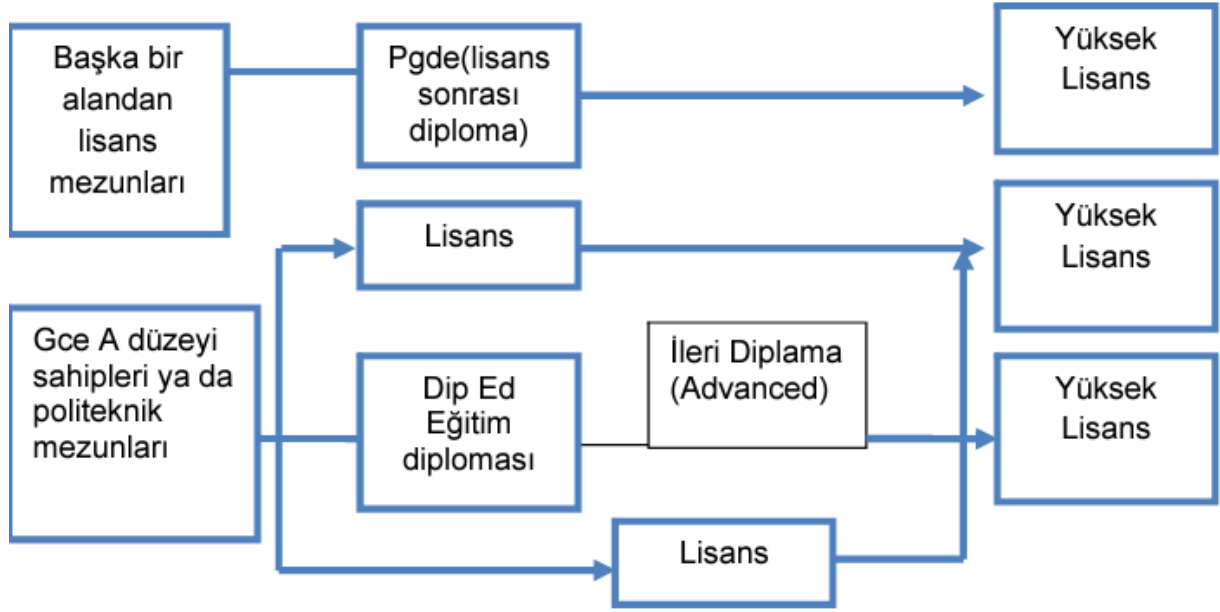 Başka bir
alandan
lisans
mezunları
Pgde(lisans
sonrası
diploma)
Yüksek
Lisans
Lisans
Yüksek
Lisans
Gce A düzeyi
sahipleri ya da
politeknik
mezunları
Dip Ed
Eğitim
diploması
İleri Diplama
(Advanced)
Yüksek
Lisans
Lisans